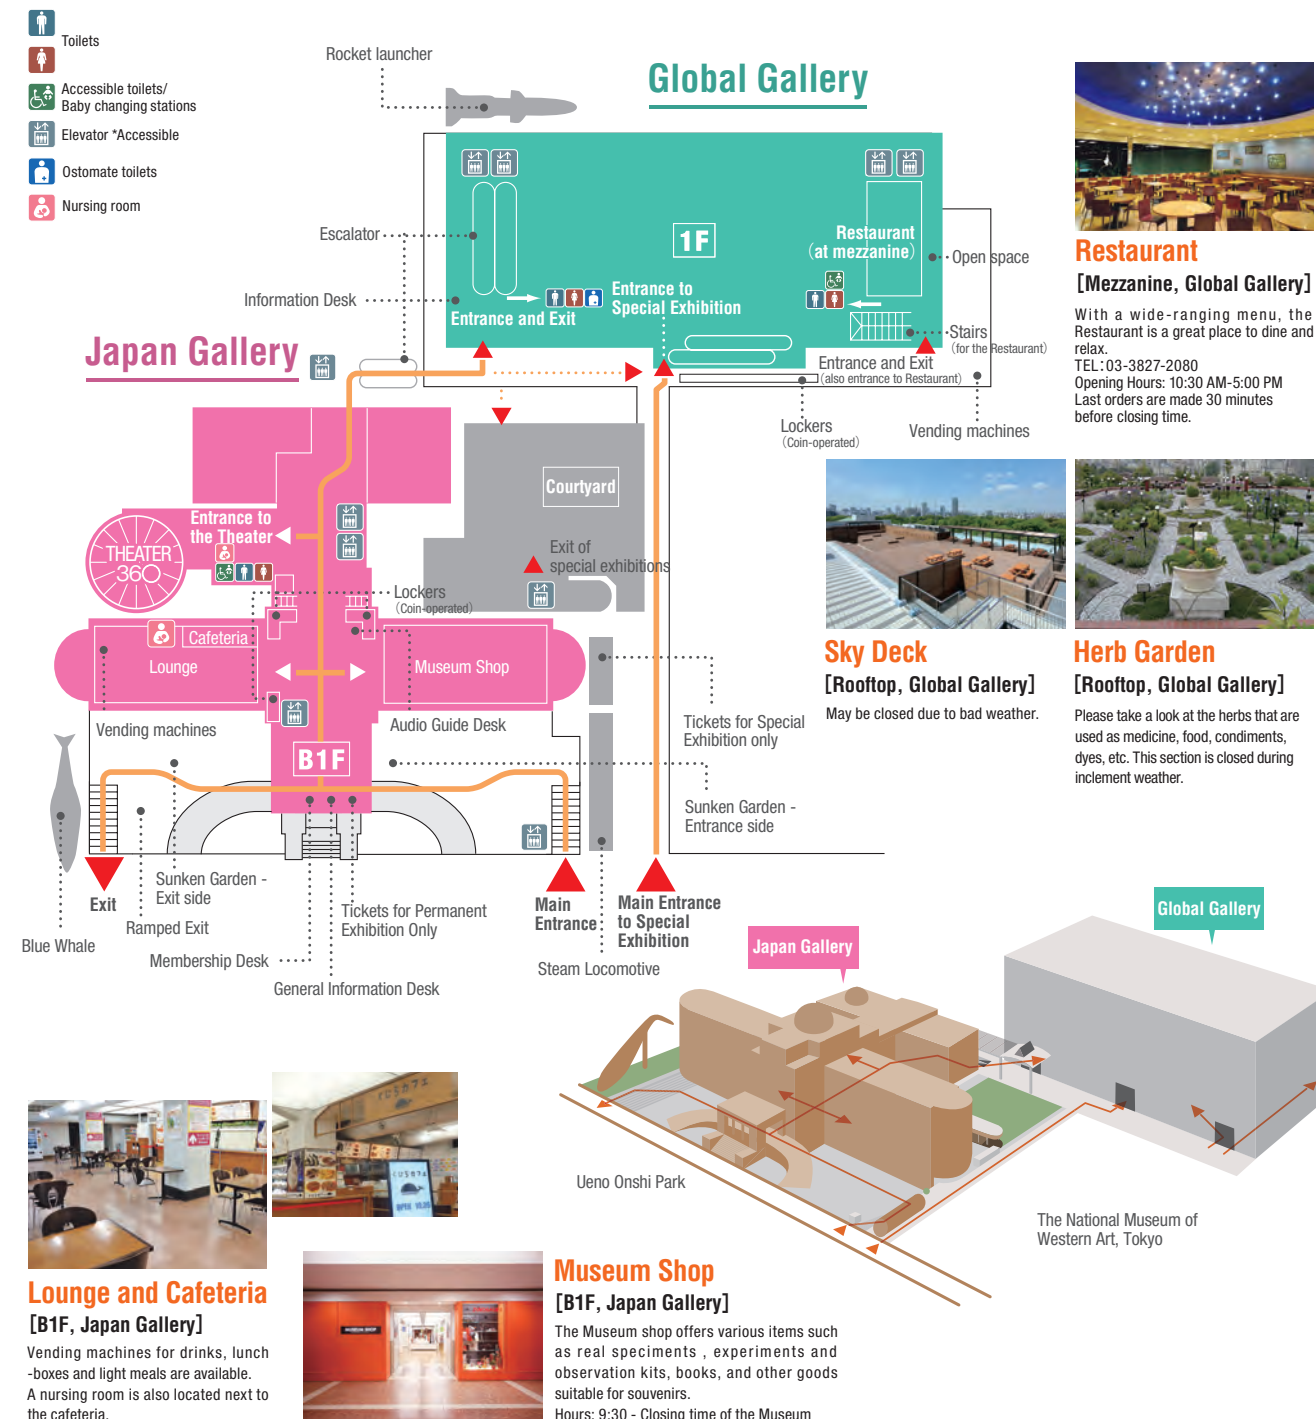 Toilets
Accessible toilets/
Baby changing stations
Elevator *Accessible
Ostomate toilets
Nursing room
Rocket launcher
Global Gallery
Escalator
1F
Restaurant
(at mezzanine)
Open space
Information Desk
Entrance to
Special Exhibition
Entrance and Exit
Stairs
(for the Restaurant)
Entrance and Exit
(also entrance to Restaurant)
Lockers
(Coin-operated)
Vending machines
Restaurant
[Mezzanine, Global Gallery]
With a wide-ranging menu, the
Restaurant is a great place to dine and
relax.
TEL:03-3827-2080
Opening Hours: 10:30 AM-5:00 PM
Last orders are made 30 minutes
before closing time.
Japan Gallery
Courtyard
Entrance to
the Theater
THEATER
360
Exit of
special exhibitions
Lockers
(Coin-operated)
Cafeteria
Lounge
Museum Shop
Vending machines
Audio Guide Desk
B1F
Tickets for Special
Exhibition only
Sunken Garden -
Entrance side
Sky Deck
[Rooftop, Global Gallery]
May be closed due to bad weather.
Herb Garden
[Rooftop, Global Gallery]
Please take a look at the herbs that are
used as medicine, food, condiments,
dyes, etc. This section is closed during
inclement weather.
Exit
Sunken Garden -
Exit side
Ramped Exit
Blue Whale
Membership Desk
General Information Desk
Tickets for Permanent
Exhibition Only
Main
Entrance
Main Entrance
to Special
Exhibition
Steam Locomotive
Japan Gallery
Global Gallery
Ueno Onshi Park
The National Museum of
Western Art, Tokyo
Lounge and Cafeteria
[B1F, Japan Gallery]
Vending machines for drinks, lunch
-boxes and light meals are available.
A nursing room is also located next to
the cafeteria.
MUSEUM SHOP
Museum Shop
[B1F, Japan Gallery]
The Museum shop offers various items such
as real speciments , experiments and
observation kits, books, and other goods
suitable for souvenirs.
Hours: 9:30 - Closing time of the Museum